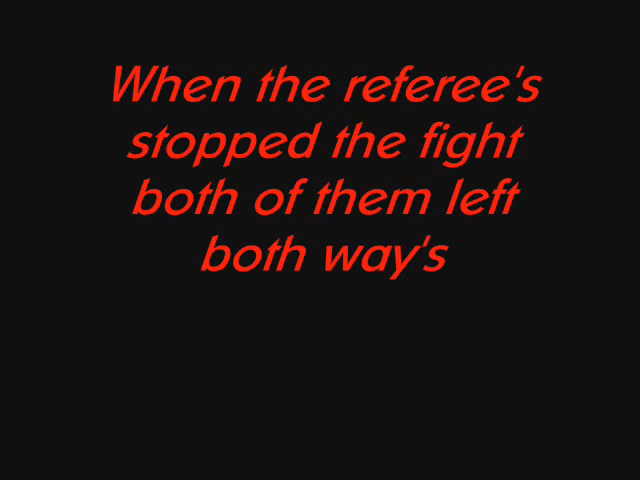 When the referee's
stopped the fight
both of them left
both way's